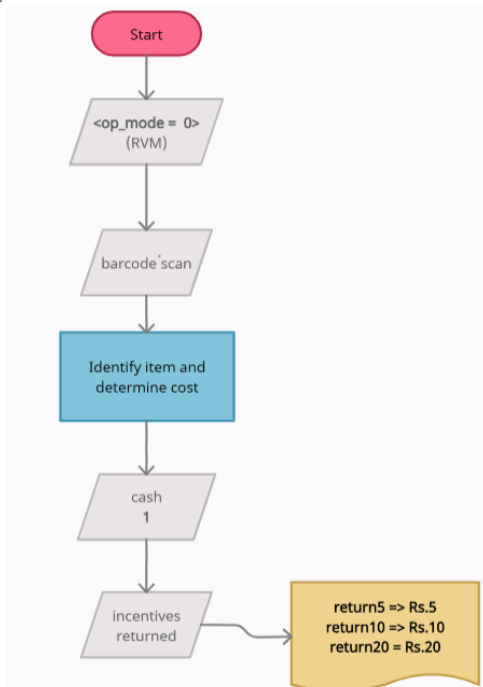 Start
<op_mode = 0>
(RVM)
barcode scan
Identify item and
determine cost
cash
1
incentives
returned
return5 => Rs.5
return10 => Rs.10
return20 = Rs.20